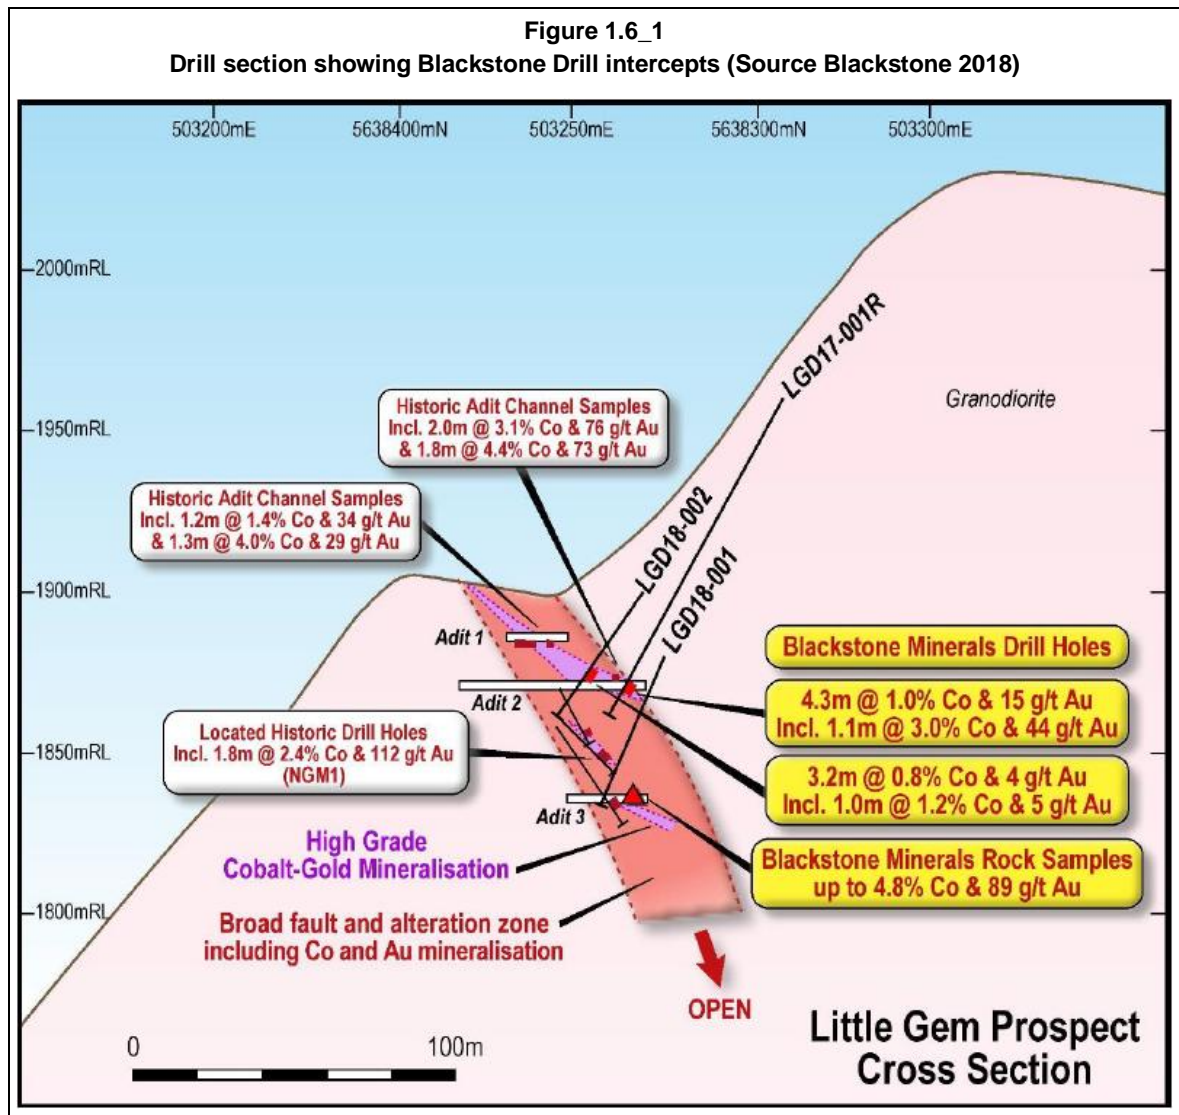 Figure 1.6_1
Drill section showing Blackstone Drill intercepts (Source Blackstone 2018)
503200mE
5638400mN
503250mE
5638300mN
503300mE
2000mRL
1950mRL
1900mRL
1850mRL
1800mRL
LGD17-001R
LGD18-002
LGD18-001
Granodiorite
Historic Adit Channel Samples
Incl. 2.0m @ 3.1% Co & 76 g/t Au
& 1.8m @ 4.4% Co & 73 g/t Au
Historic Adit Channel Samples
Incl. 1.2m @ 1.4% Co & 34 g/t Au
& 1.3m @ 4.0% Co & 29 g/t Au
Adit 1
Adit 2
Adit 3
Located Historic Drill Holes
Incl. 1.8m @ 2.4% Co & 112 g/t Au
(NGM1)
Blackstone Minerals Drill Holes
4.3m @ 1.0% Co & 15 g/t Au
Incl. 1.1m @ 3.0% Co & 44 g/t Au
3.2m @ 0.8% Co & 4 g/t Au
Incl. 1.0m @ 1.2% Co & 5 g/t Au
Blackstone Minerals Rock Samples
up to 4.8% Co & 89 g/t Au
High Grade
Cobalt-Gold Mineralisation
Broad fault and alteration zone
including Co and Au mineralisation
OPEN
Little Gem Prospect
Cross Section
0
100m